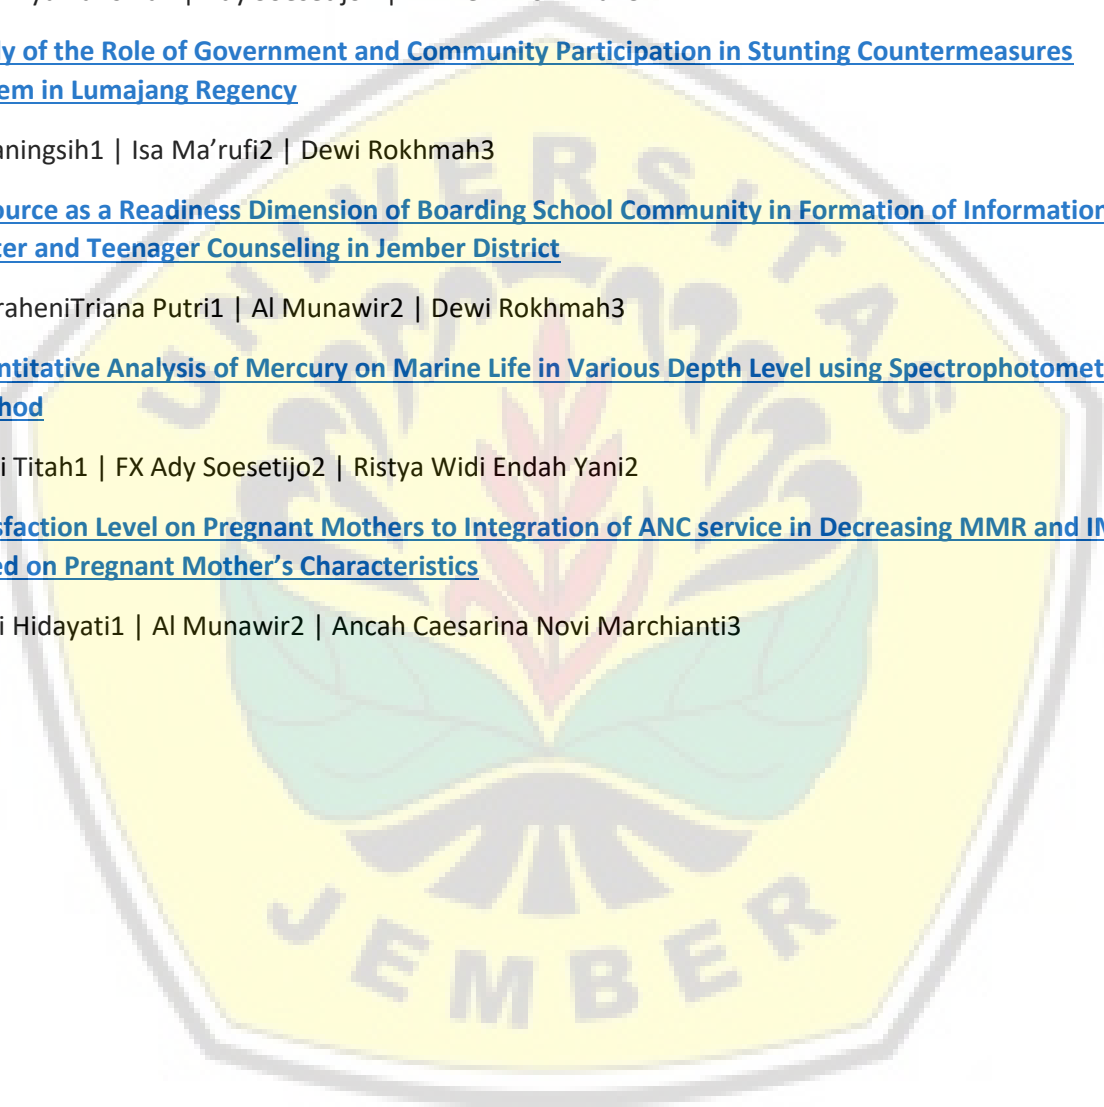 ly of the Role of Government and Community Participation in Stunting Countermeasures
em in Lumajang Regency
aningsih1 | Isa Ma’rufi2 | Dewi Rokhmah3
ource as a Readiness Dimension of Boarding School Community in Formation of Information
ter and Teenager Counseling in Jember District
raheniTriana Putri1 | Al Munawir2 | Dewi Rokhmah3
ntitative Analysis of Mercury on Marine Life in Various Depth Level using Spectrophotomet
hod
i Titah1 | FX Ady Soesetijo2 | Ristya Widi Endah Yani2
sfaction Level on Pregnant Mothers to Integration of ANC service in Decreasing MMR and IM
ed on Pregnant Mother’s Characteristics
i Hidayati1 | Al Munawir2 | Ancah Caesarina Novi Marchianti3
UNIVERSITAS
JEMBER